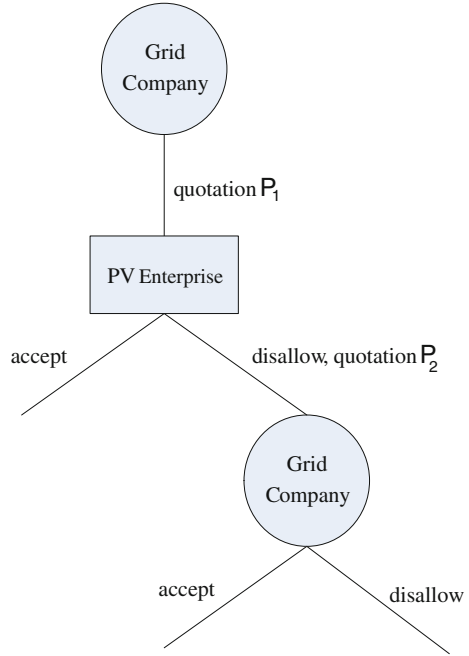 Grid
Company
quotation P1
PV Enterprise
accept
disallow, quotation P2
Grid
Company
accept
disallow